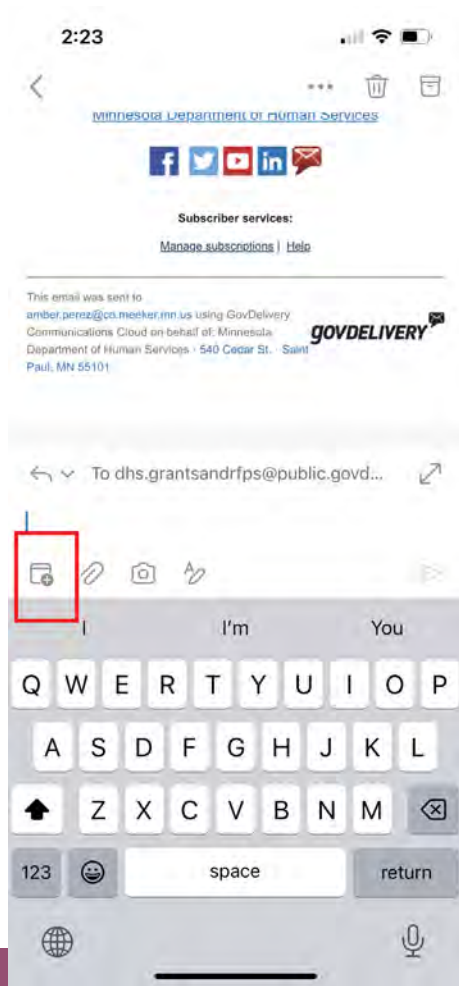 2:23
Minnesota Department of Human Services
Subscriber services:
Manage subscriptions | Help
This email was sent to
amber.perez@co.meeker.mn.us using GovDelivery
Communications Cloud on behalf of: Minnesota
Department of Human Services · 540 Cedar St. · Saint
Paul, MN 55101
GOVDELIVERY
To dhs.grantsandrfps@public.govd...
I I'm You
Q W E R T Y U I O P
A S D F G H J K L
Z X C V B N M
123 space return